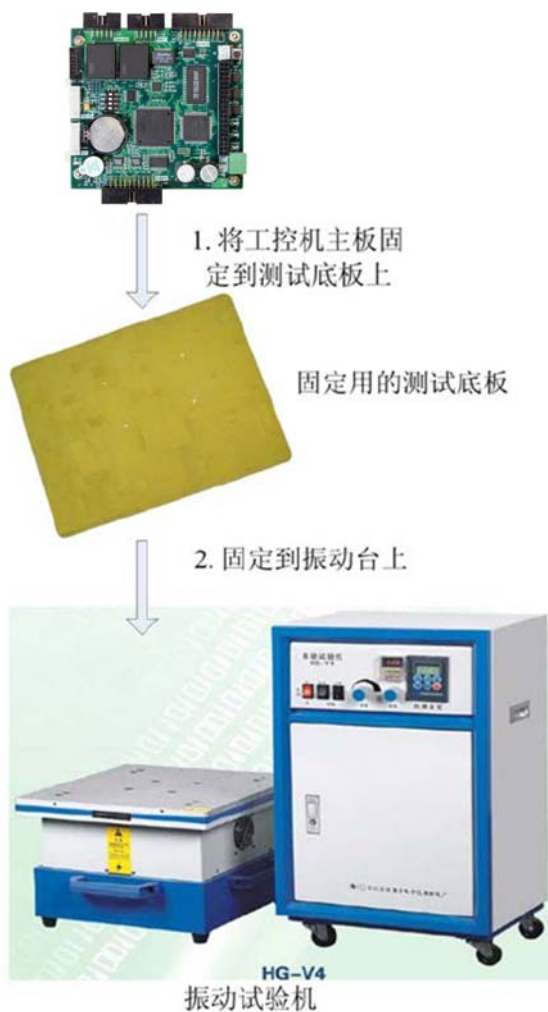 1. 将工控机主板固
定到测试底板上
固定用的测试底板
2. 固定到振动台上
HG-V4
振动试验机